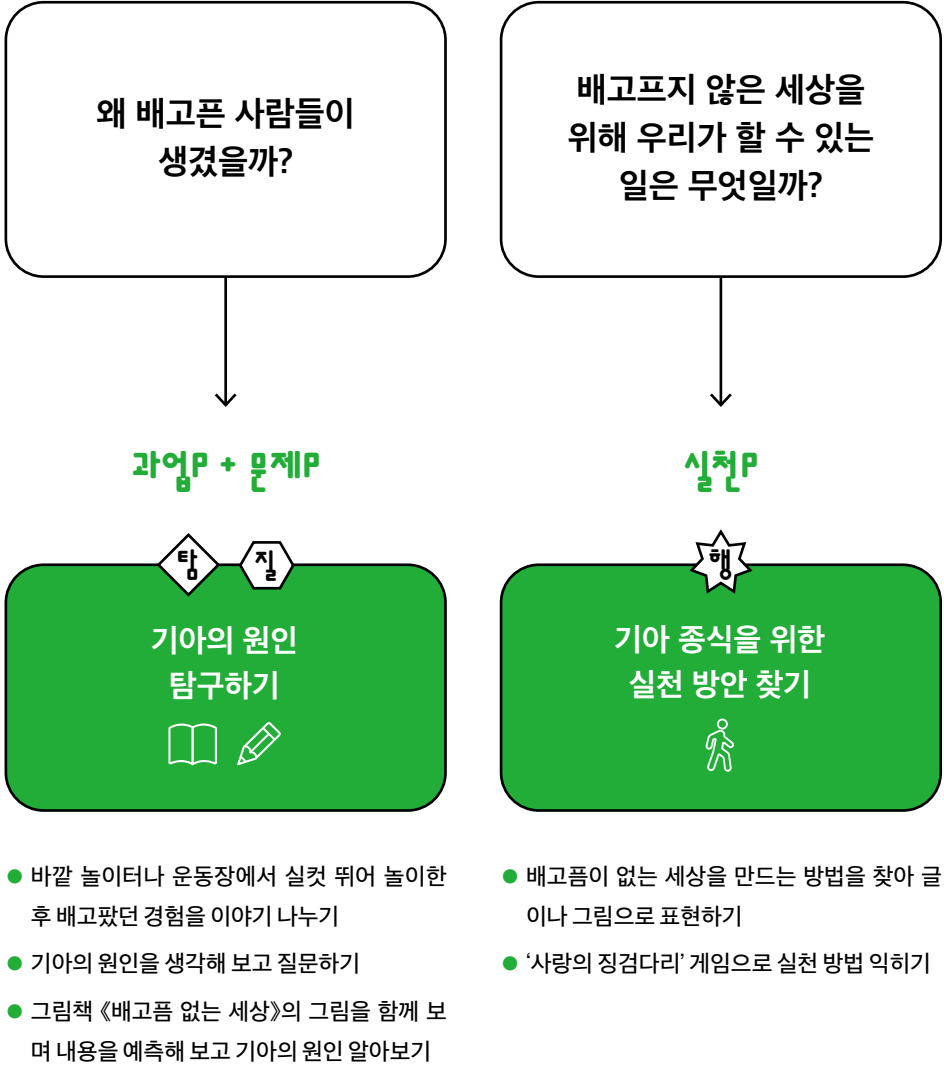 왜 배고픈 사람들이
생겼을까?
과업P + 문제P
탐
질
기아의 원인
탐구하기
● 바깥 놀이터나 운동장에서 실컷 뛰어 놀이한
후 배고팠던 경험을 이야기 나누기
● 기아의 원인을 생각해 보고 질문하기
● 그림책 《배고픔 없는 세상》의 그림을 함께 보
며 내용을 예측해 보고 기아의 원인 알아보기
배고프지 않은 세상을
위해 우리가 할 수 있는
일은 무엇일까?
실천P
행
기아 종식을 위한
실천 방안 찾기
● 배고픔이 없는 세상을 만드는 방법을 찾아 글
이나 그림으로 표현하기
● ‘사랑의 징검다리’ 게임으로 실천 방법 익히기